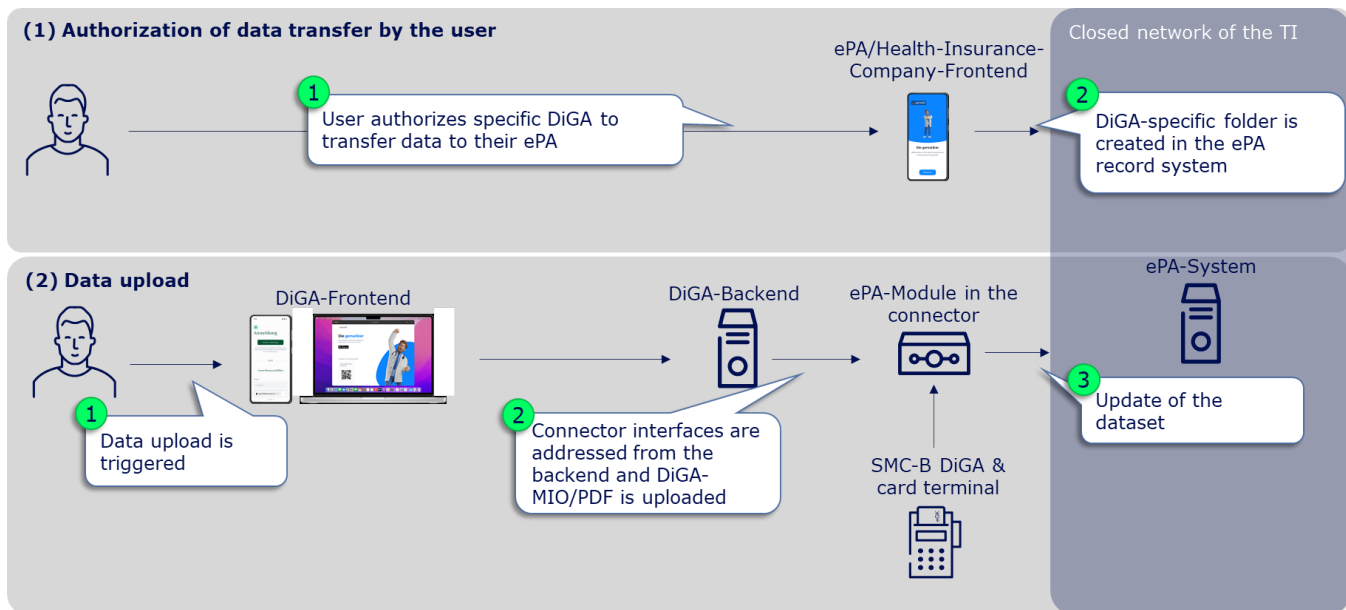 (1) Authorization of data transfer by the user
Closed network of the TI
ePA/Health-Insurance-
Company-Frontend
1
User authorizes specific DiGA to
transfer data to their ePA
2
DiGA-specific folder is
created in the ePA
record system
(2) Data upload
DiGA-Frontend
DiGA-Backend
ePA-Module in the
connector
ePA-System
1
Data upload is
triggered
2
Connector interfaces are
addressed from the
backend and DiGA-
MIO/PDF is uploaded
3
Update of the
dataset
SMC-B DiGA &
card terminal